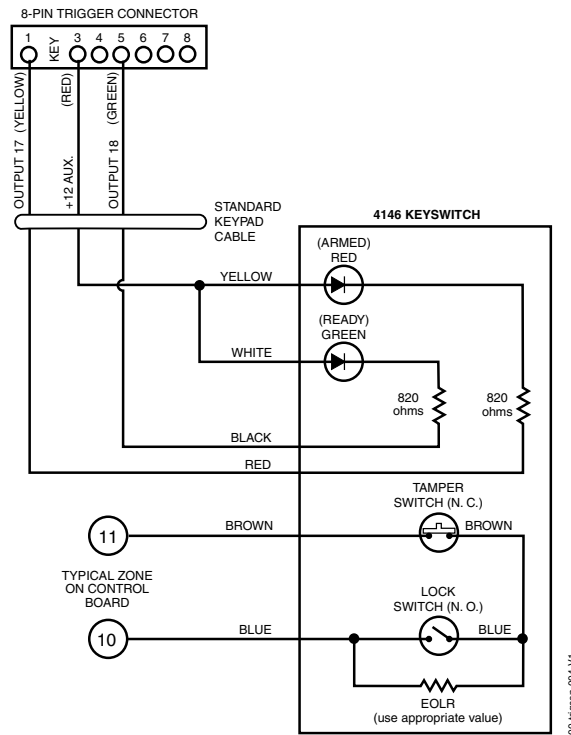 8-PIN TRIGGER CONNECTOR
1 KEY 3 4 5 6 7 8
OUTPUT 17 (YELLOW)
+12 AUX. (RED)
OUTPUT 18 (GREEN)
STANDARD
KEYPAD
CABLE
4146 KEYSWITCH
(ARMED)
RED
YELLOW
(READY)
GREEN
WHITE
820
ohms
820
ohms
BLACK
RED
TAMPER
SWITCH (N. C.)
11
BROWN
BROWN
TYPICAL ZONE
ON CONTROL
BOARD
LOCK
SWITCH (N. O.)
10
BLUE
BLUE
EOLR
(use appropriate value)